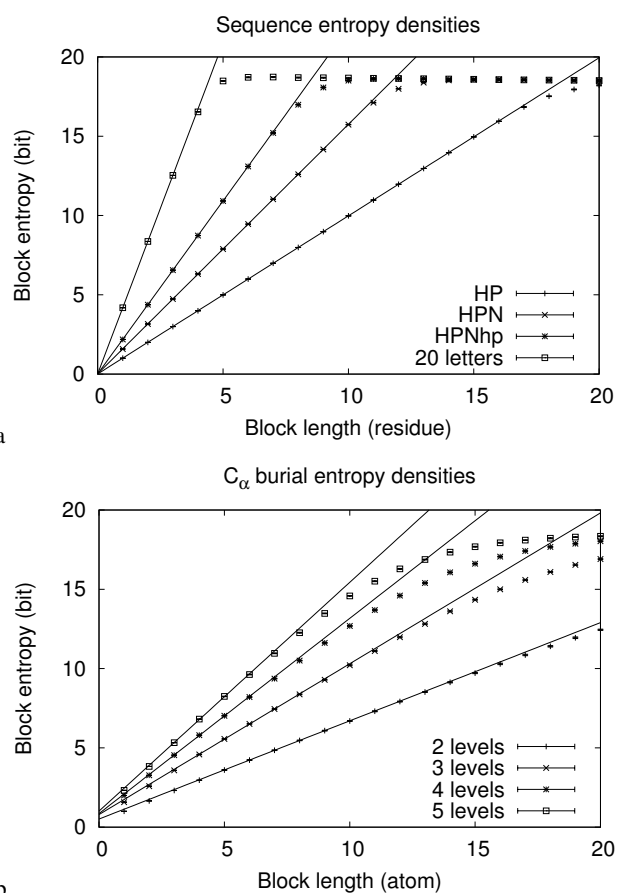 Sequence entropy densities
20
15
10
5
0
Block entropy (bit)
HP
HPN
HPNhp
20 letters
0 5 10 15 20
Block length (residue)
a
Cα burial entropy densities
20
15
10
5
0
Block entropy (bit)
2 levels
3 levels
4 levels
5 levels
0 5 10 15 20
Block length (atom)
b